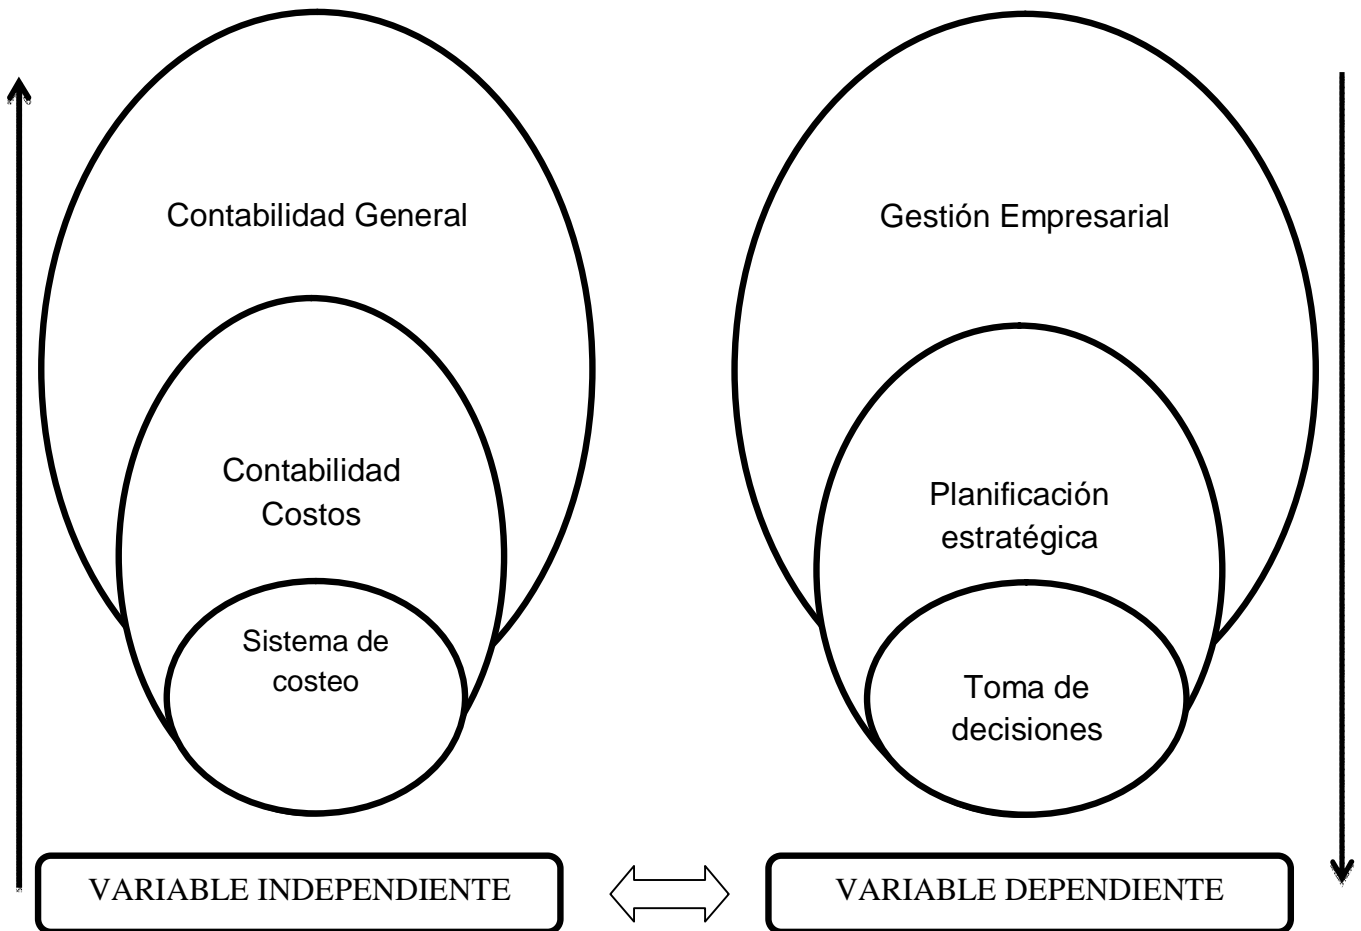 Contabilidad General
Contabilidad
Costos
Sistema de
costeo
VARIABLE INDEPENDIENTE
Gestión Empresarial
Planificación
estratégica
Toma de
decisiones
VARIABLE DEPENDIENTE